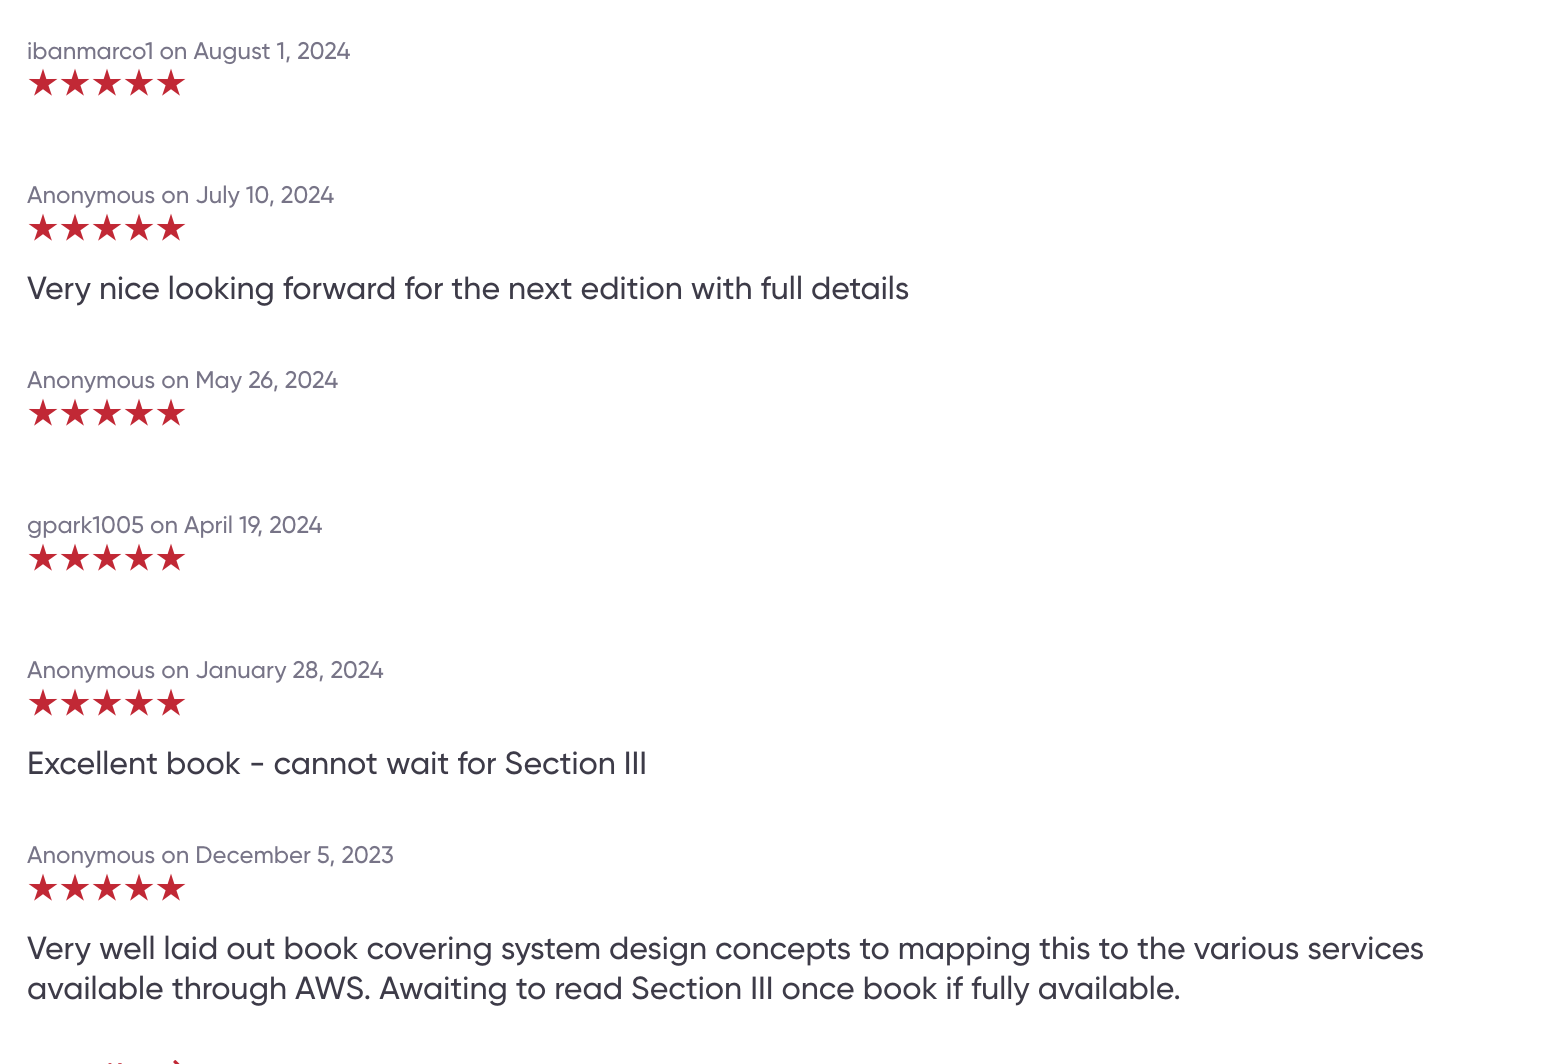 ibanmarco1 on August 1, 2024
★★★★★
Anonymous on July 10, 2024
★★★★★
Very nice looking forward for the next edition with full details
Anonymous on May 26, 2024
★★★★★
gpark1005 on April 19, 2024
★★★★★
Anonymous on January 28, 2024
★★★★★
Excellent book - cannot wait for Section III
Anonymous on December 5, 2023
★★★★★
Very well laid out book covering system design concepts to mapping this to the various services
available through AWS. Awaiting to read Section III once book if fully available.